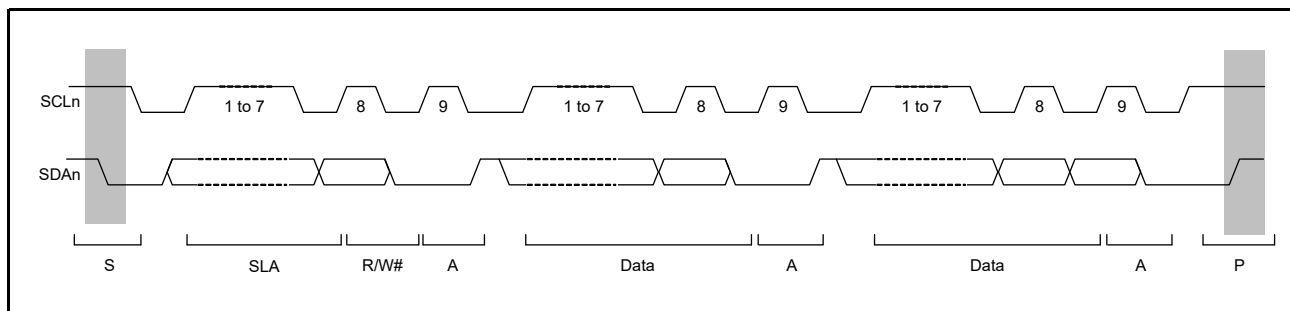 SCLn
1 to 7 8 9 1 to 7 8 9 1 to 7 8 9
SDAn
S SLA R/W# A Data A Data A P